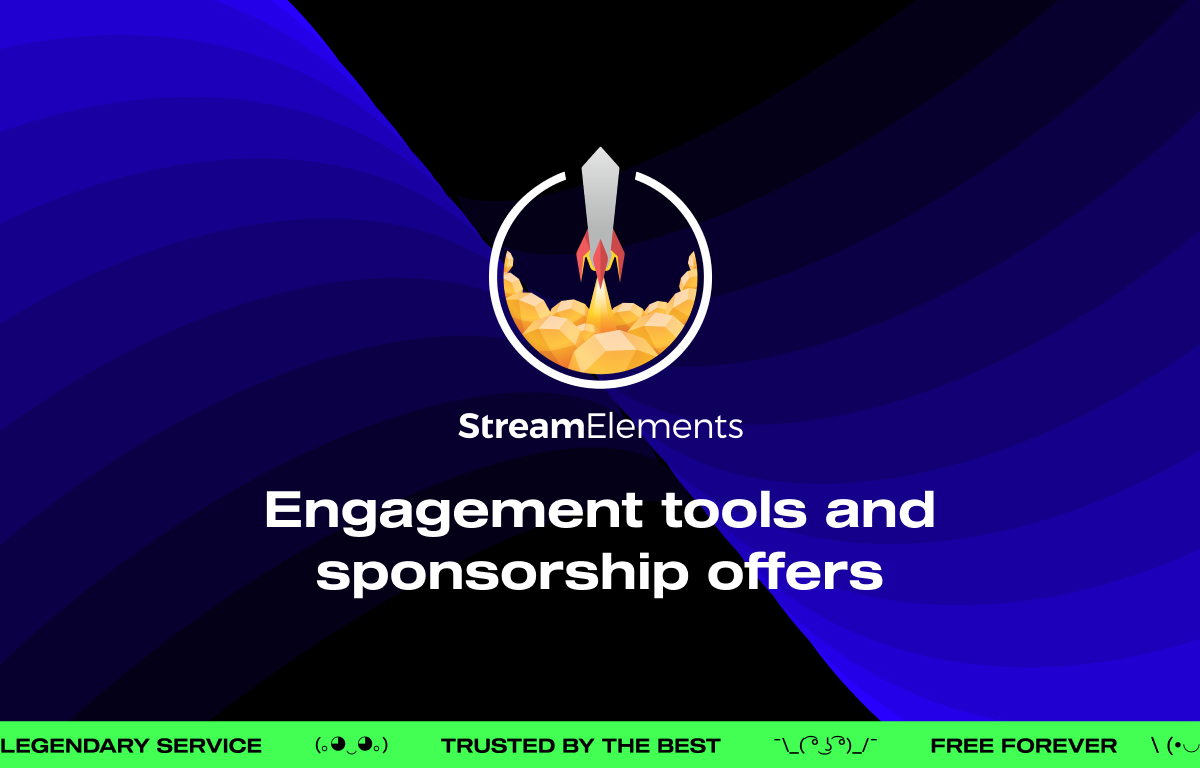 StreamElements
Engagement tools and
sponsorship offers
LEGENDARY SERVICE (｡◕‿◕｡) TRUSTED BY THE BEST ¯\_( ͡° ͜ʖ ͡°)_/¯ FREE FOREVER \ (•◡